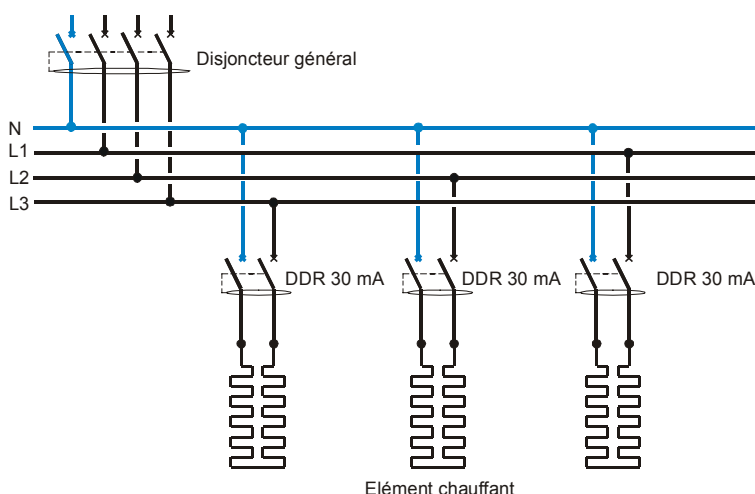 Disjoncteur général
N
L1
L2
L3
DDR 30 mA
DDR 30 mA
DDR 30 mA
Elément chauffant